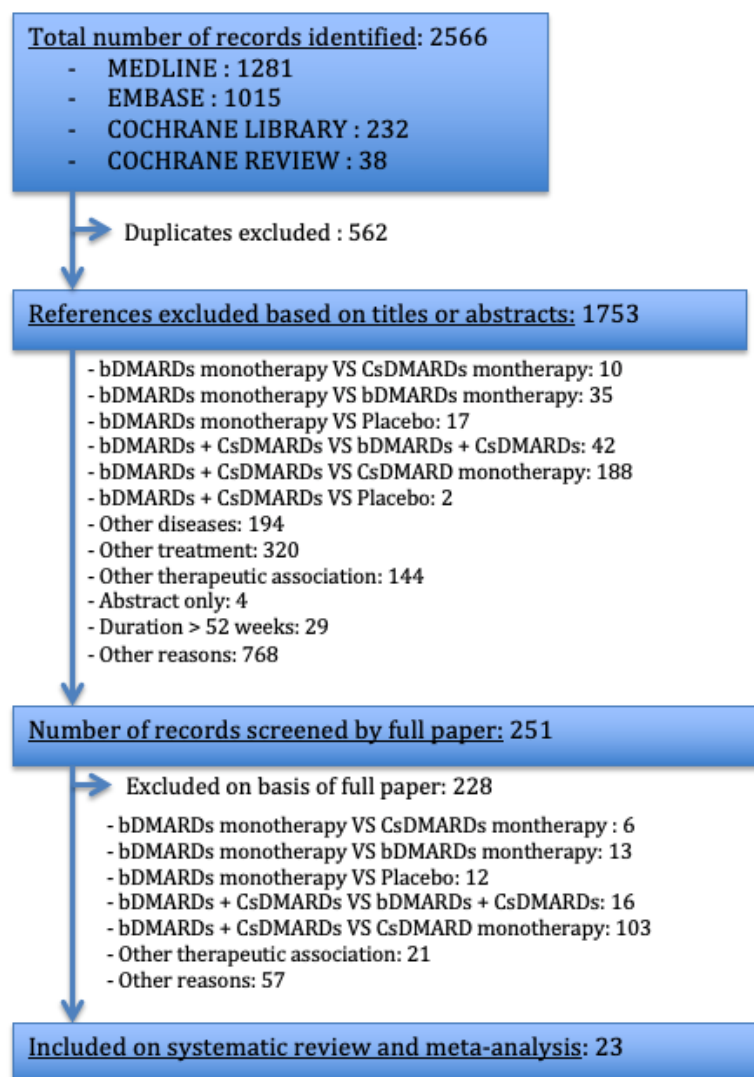 Total number of records identified: 2566
- MEDLINE : 1281
- EMBASE : 1015
- COCHRANE LIBRARY : 232
- COCHRANE REVIEW : 38
Duplicates excluded : 562
References excluded based on titles or abstracts: 1753
- bDMARDs monotherapy VS CsDMARDs montherapy: 10
- bDMARDs monotherapy VS bDMARDs montherapy: 35
- bDMARDs monotherapy VS Placebo: 17
- bDMARDs + CsDMARDs VS bDMARDs + CsDMARDs: 42
- bDMARDs + CsDMARDs VS CsDMARD monotherapy: 188
- bDMARDs + CsDMARDs VS Placebo: 2
- Other diseases: 194
- Other treatment: 320
- Other therapeutic association: 144
- Abstract only: 4
- Duration > 52 weeks: 29
- Other reasons: 768
Number of records screened by full paper: 251
Excluded on basis of full paper: 228
- bDMARDs monotherapy VS CsDMARDs montherapy : 6
- bDMARDs monotherapy VS bDMARDs montherapy: 13
- bDMARDs monotherapy VS Placebo: 12
- bDMARDs + CsDMARDs VS bDMARDs + CsDMARDs: 16
- bDMARDs + CsDMARDs VS CsDMARD monotherapy: 103
- Other therapeutic association: 21
- Other reasons: 57
Included on systematic review and meta-analysis: 23